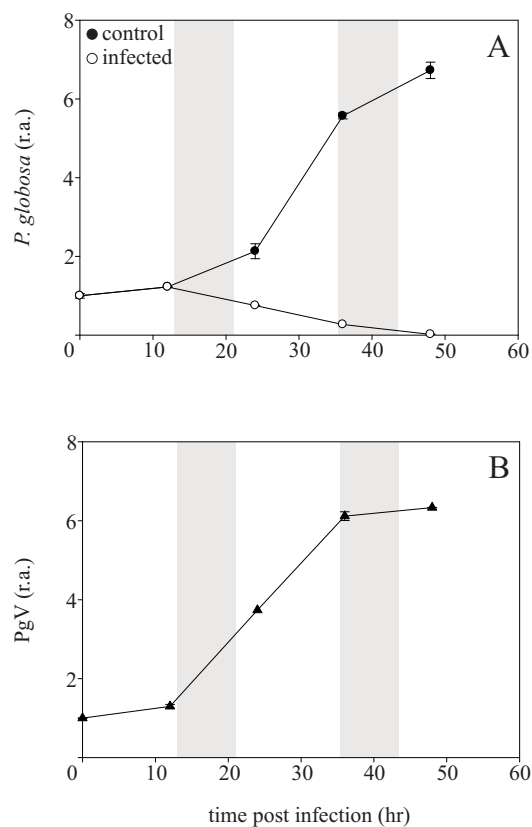 8
control
infected
A
6
4
2
P. globosa (r.a.)
0 10 20 30 40 50 60
8
B
6
4
2
PgV (r.a.)
0 10 20 30 40 50 60
time post infection (hr)